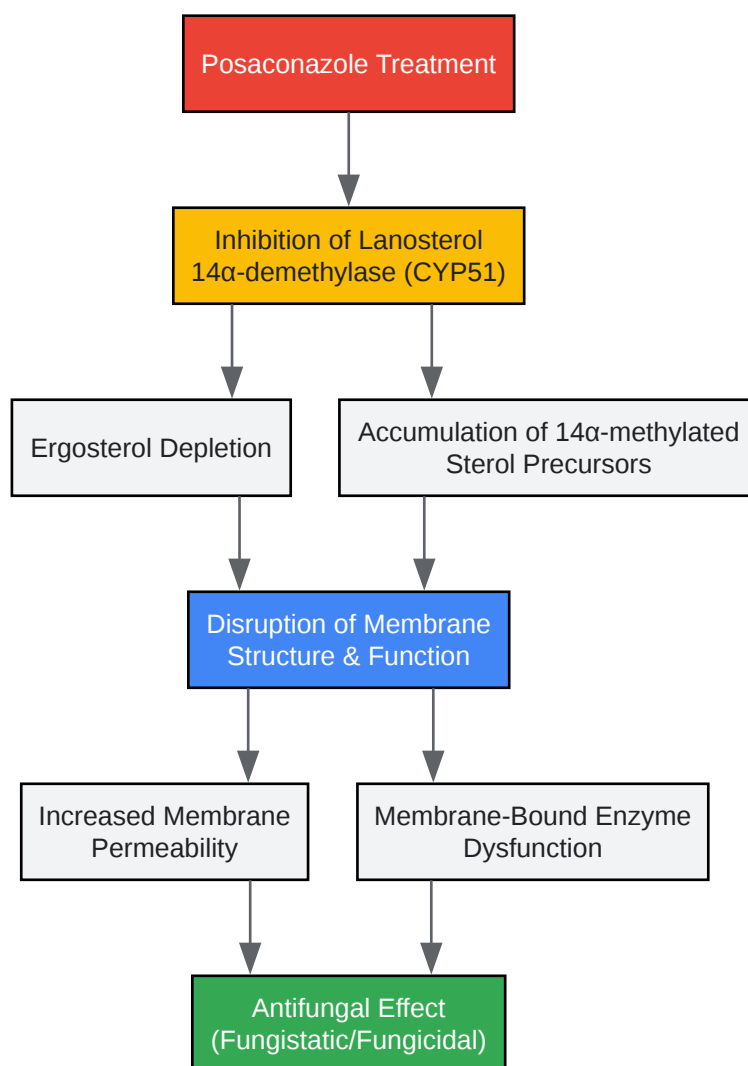 Posaconazole Treatment
Inhibition of Lanosterol
14α-demethylase (CYP51)
Ergosterol Depletion
Accumulation of 14α-methylated
Sterol Precursors
Disruption of Membrane
Structure & Function
Increased Membrane
Permeability
Membrane-Bound Enzyme
Dysfunction
Antifungal Effect
(Fungistatic/Fungicidal)